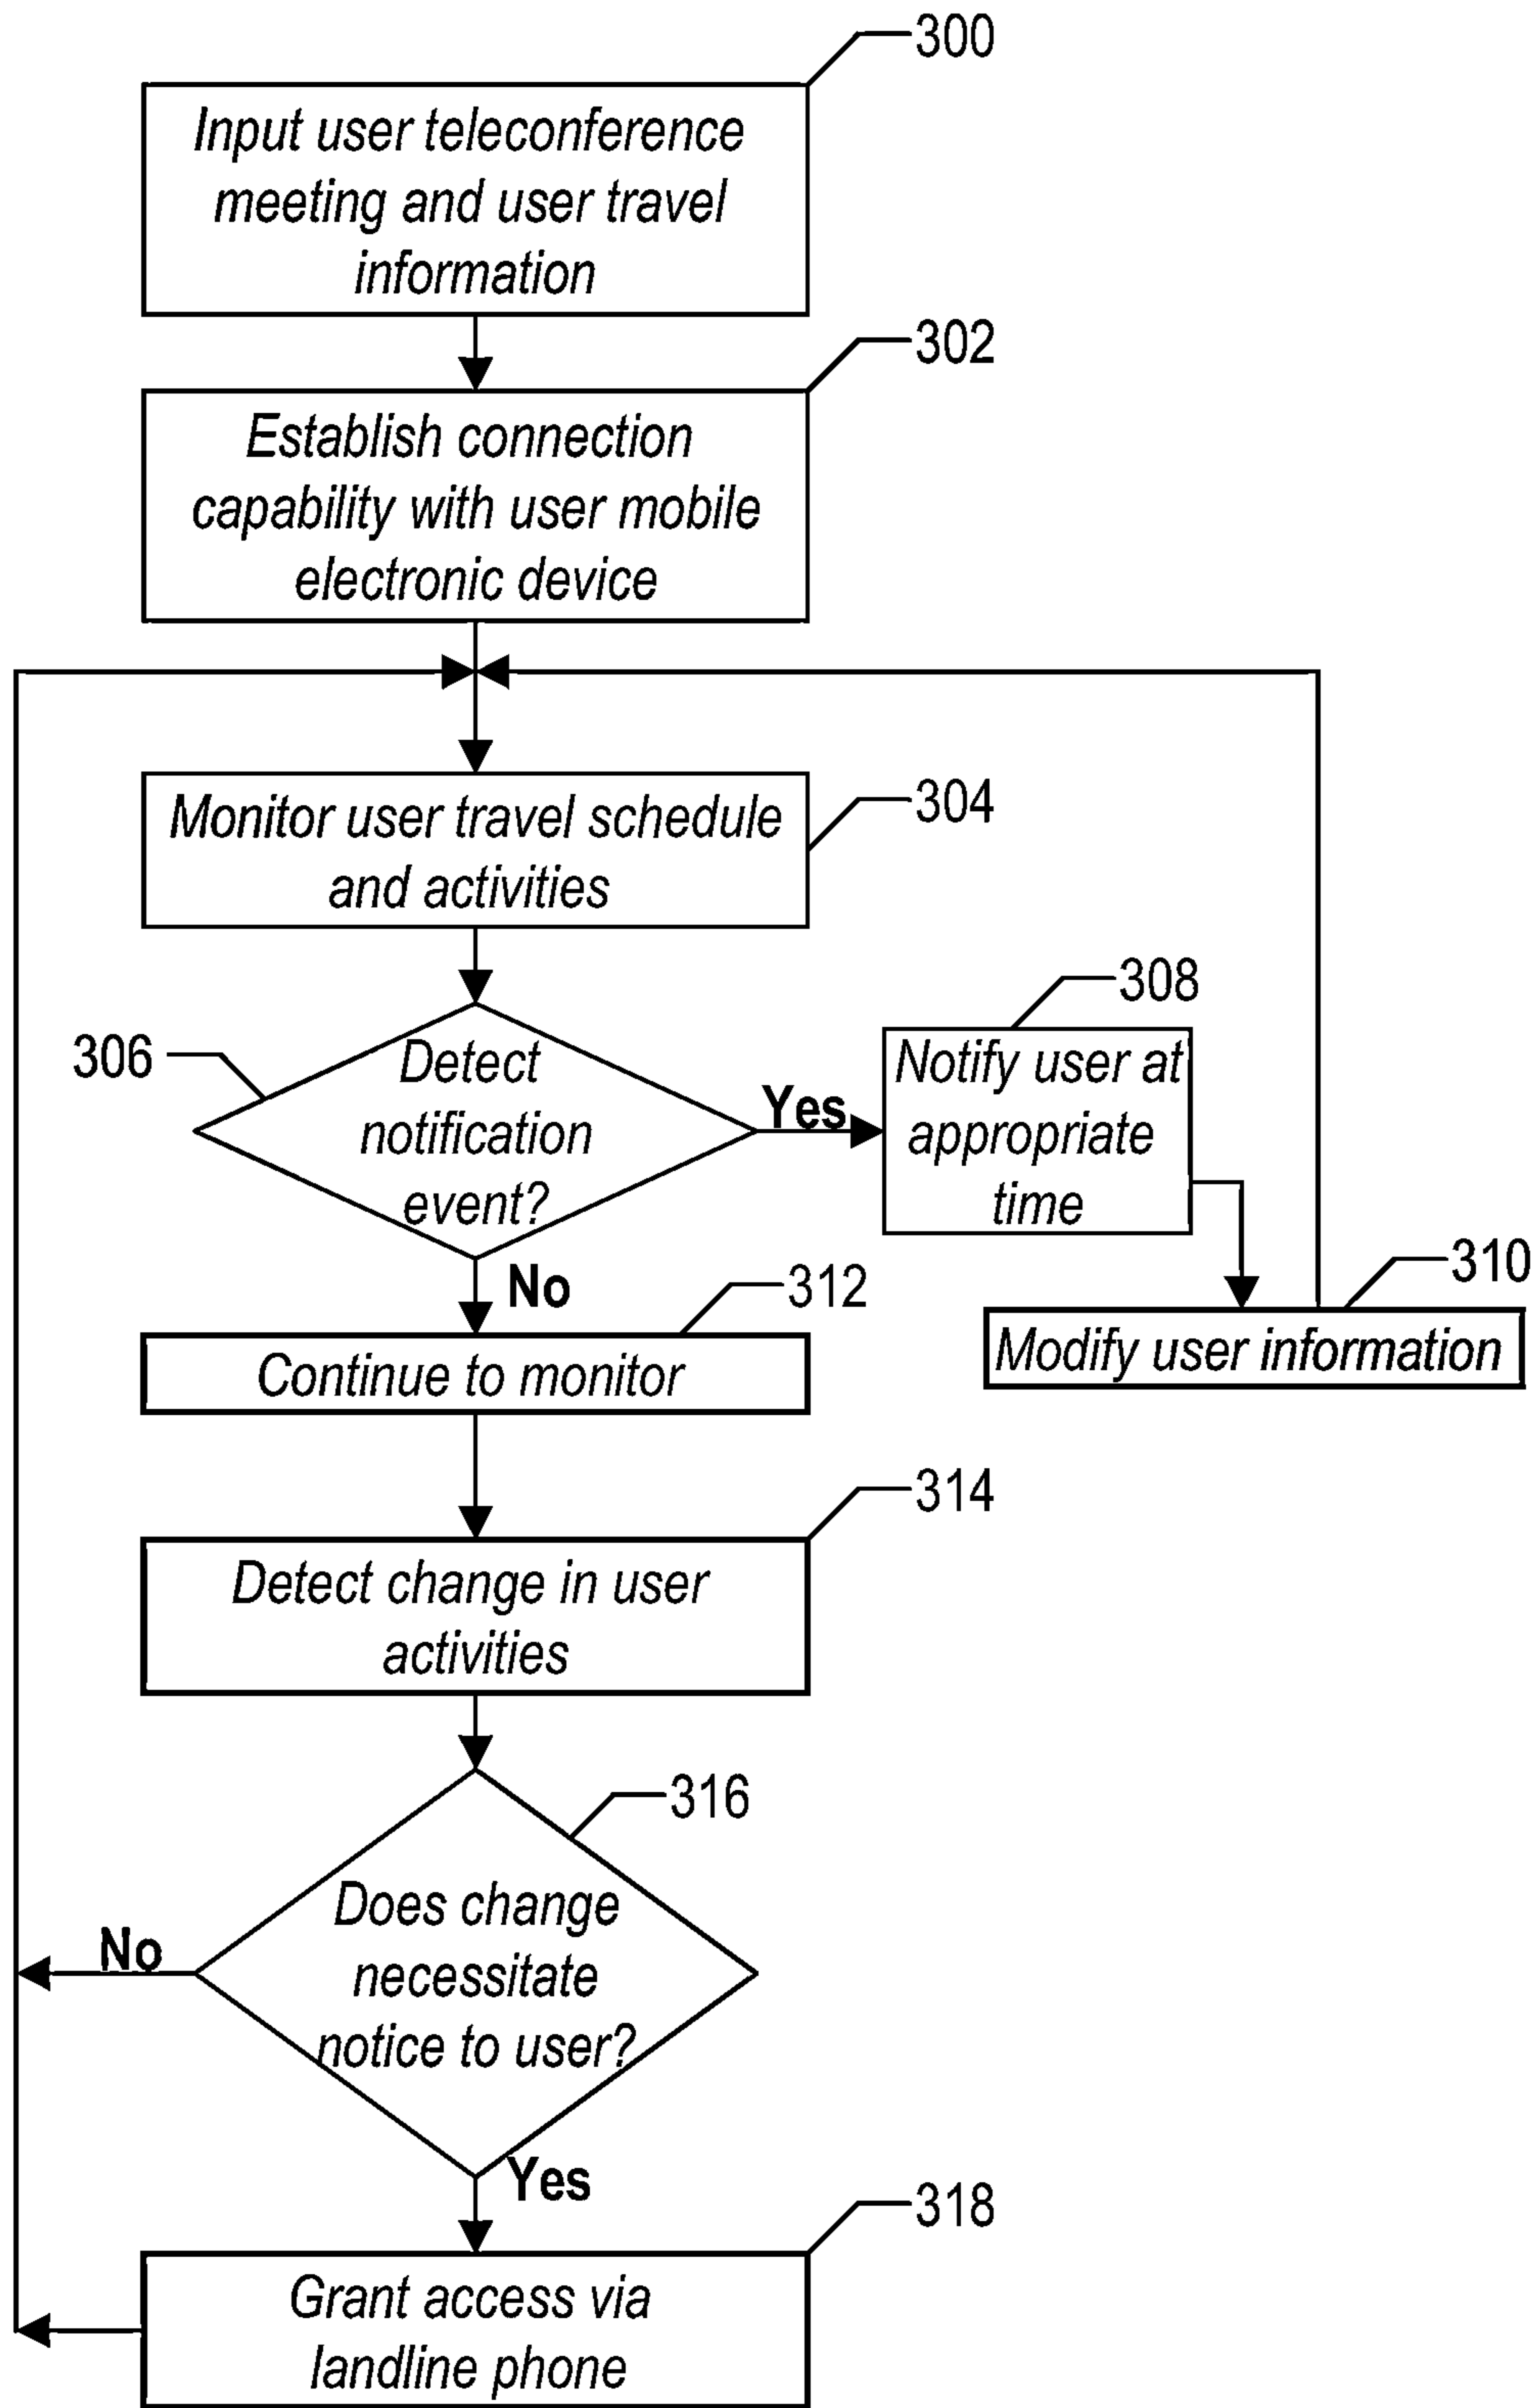 300
Input user teleconference
meeting and user travel
information
302
Establish connection
capability with user mobile
electronic device
304
Monitor user travel schedule
and activities
306
Detect
notification
event?
Yes
308
Notify user at
appropriate
time
310
Modify user information
No
312
Continue to monitor
314
Detect change in user
activities
316
Does change
necessitate
notice to user?
No
Yes
318
Grant access via
landline phone